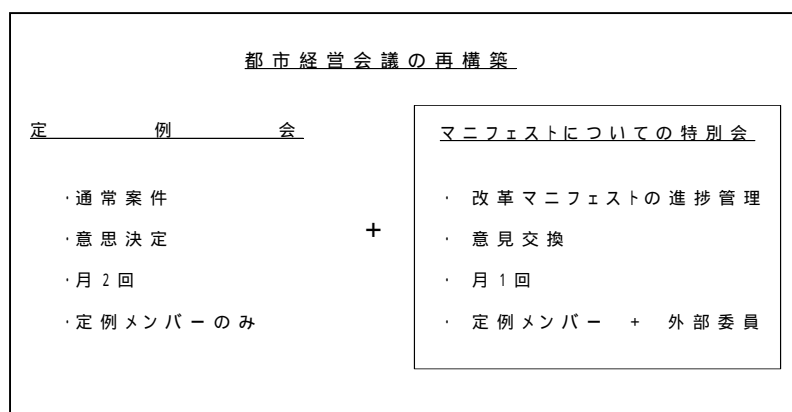 都市経営会議の再構築
定例会
・通常案件
・意思決定
・月2回
・定例メンバーのみ
+
マニフェストについての特別会
・ 改革マニフェストの進捗管理
・ 意見交換
・ 月1回
・ 定例メンバー + 外部委員